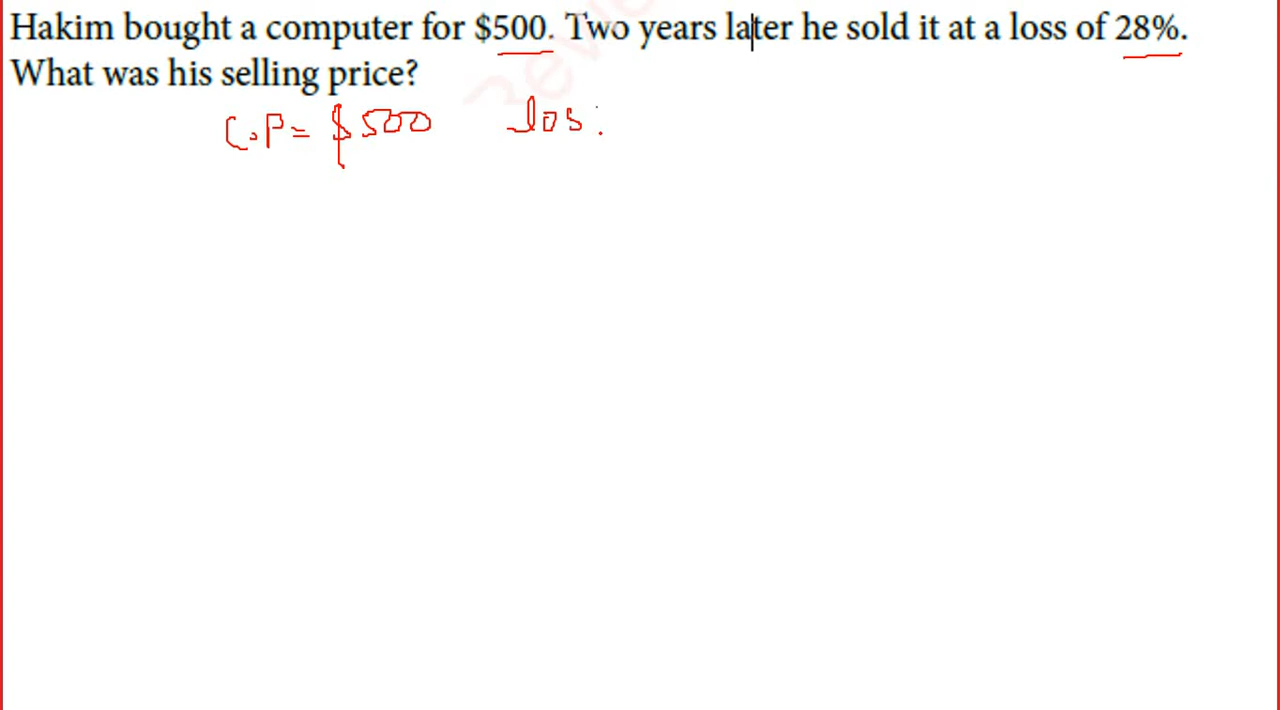 Hakim bought a computer for $500. Two years later he sold it at a loss of 28%.
What was his selling price?
C.P= $500 los.